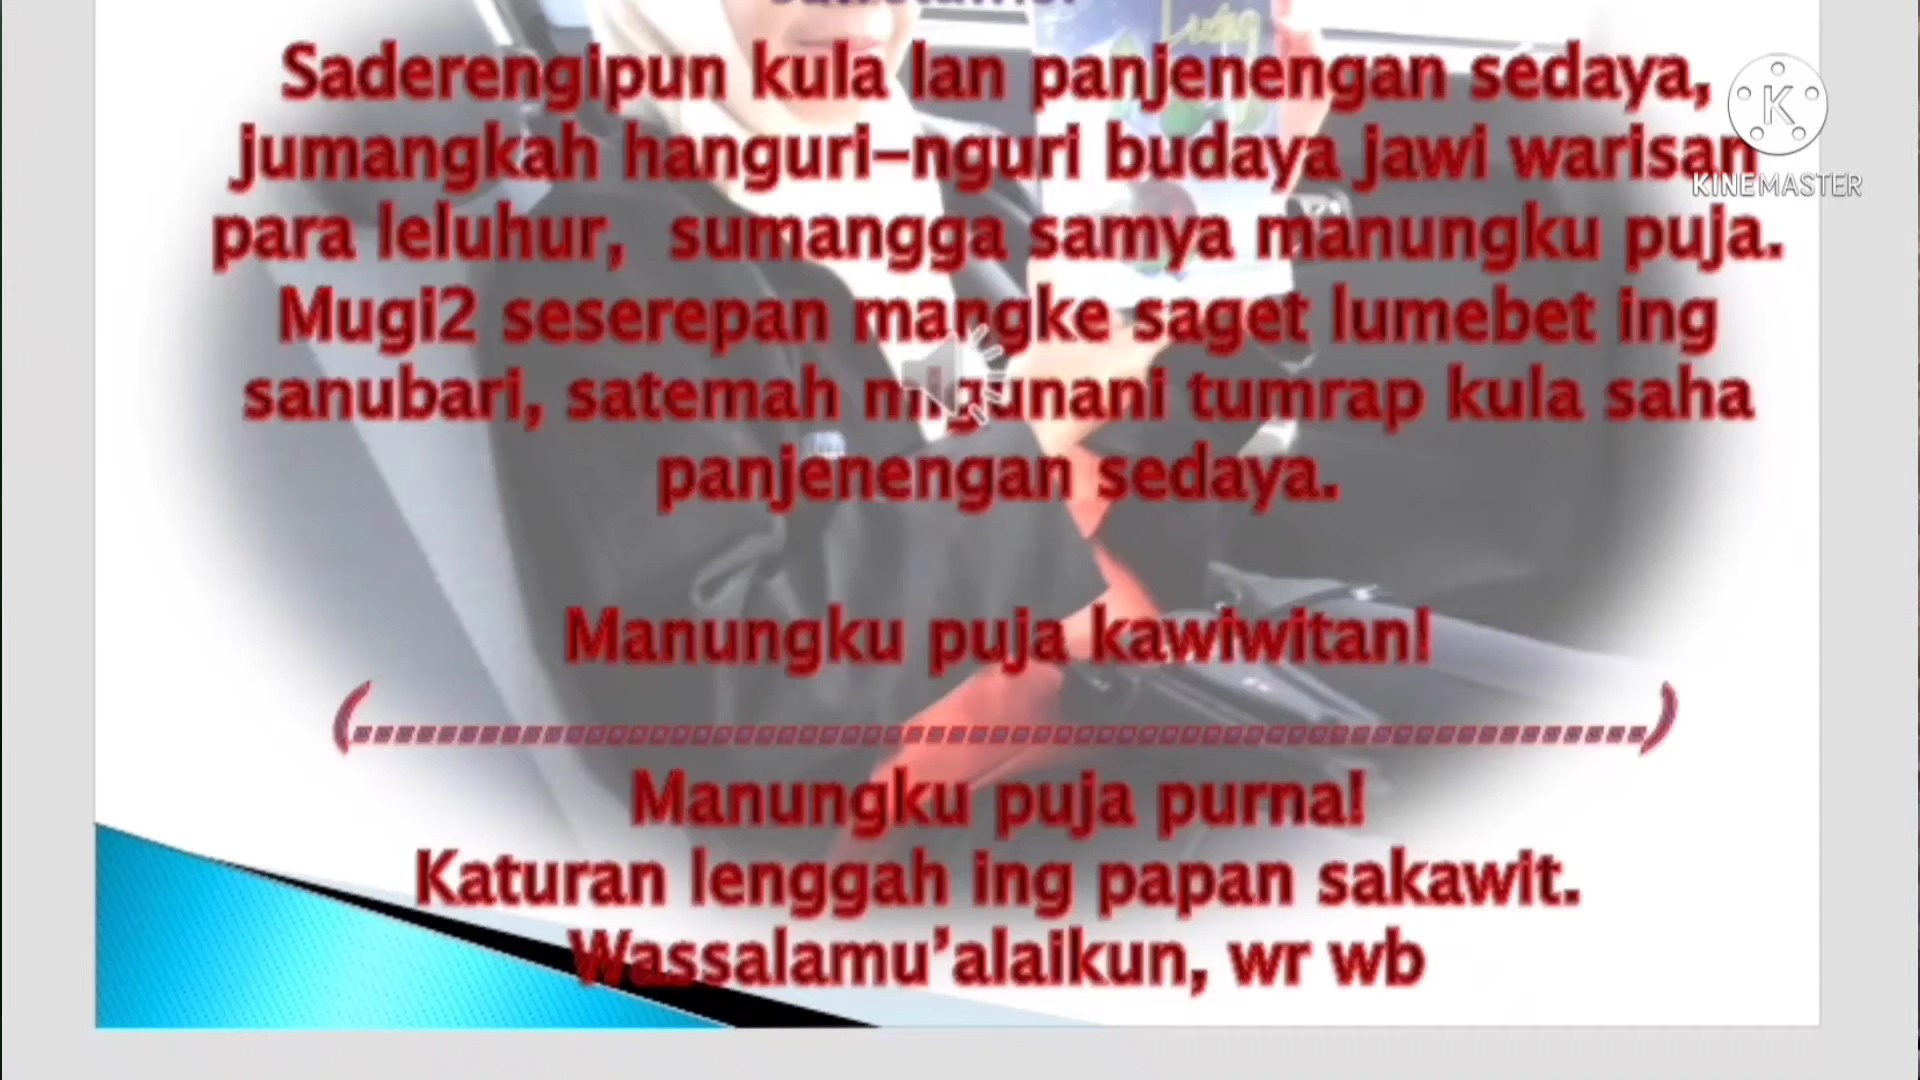 Saderengipun kula lan panjenengan sedaya,
jumangkah hanguri-nguri budaya jawi warisan
para leluhur, sumangga samya manungku puja.
Mugi2 seserepan mangke saget lumebet ing
sanubari, satemah migunani tumrap kula saha
panjenengan sedaya.
Manungku puja kawiwitan!
(................................................................)
Manungku puja purna!
Katuran lenggah ing papan sakawit.
Wassalamu’alaikun, wr wb
K
KINEMASTER